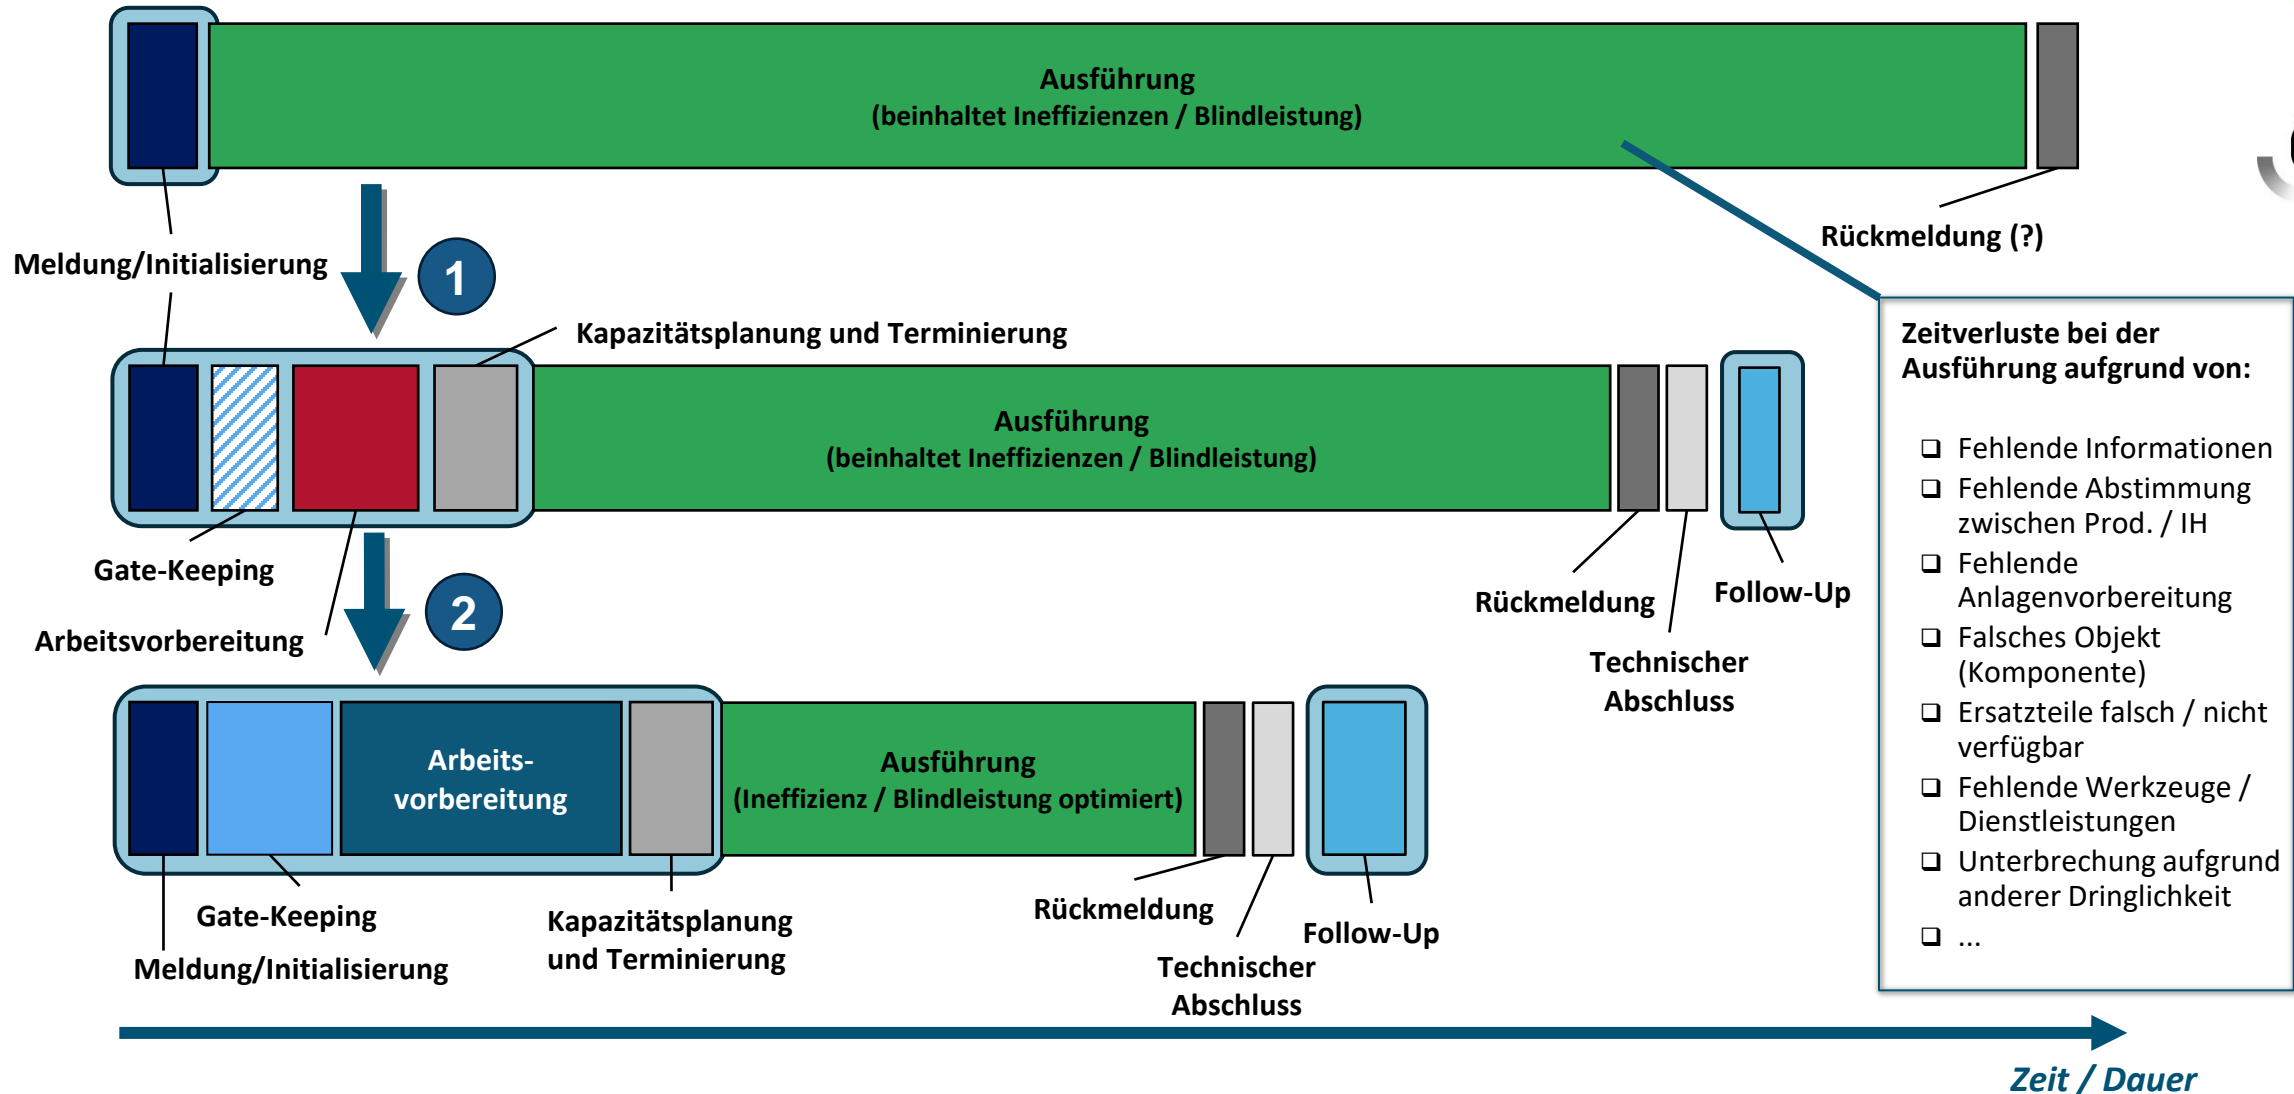 Ausführung
(beinhaltet Ineffizienzen / Blindleistung)
Rückmeldung (?)
Meldung/Initialisierung
1
Kapazitätsplanung und Terminierung
Ausführung
(beinhaltet Ineffizienzen / Blindleistung)
Gate-Keeping
Arbeitsvorbereitung
2
Rückmeldung
Technischer
Abschluss
Follow-Up
Arbeits-
vorbereitung
Ausführung
(Ineffizienz / Blindleistung optimiert)
Gate-Keeping
Meldung/Initialisierung
Kapazitätsplanung
und Terminierung
Rückmeldung
Technischer
Abschluss
Follow-Up
Zeitverluste bei der
Ausführung aufgrund von:
❑ Fehlende Informationen
❑ Fehlende Abstimmung
zwischen Prod. / IH
❑ Fehlende
Anlagenvorbereitung
❑ Falsches Objekt
(Komponente)
❑ Ersatzteile falsch / nicht
verfügbar
❑ Fehlende Werkzeuge /
Dienstleistungen
❑ Unterbrechung aufgrund
anderer Dringlichkeit
❑ ...
Zeit / Dauer